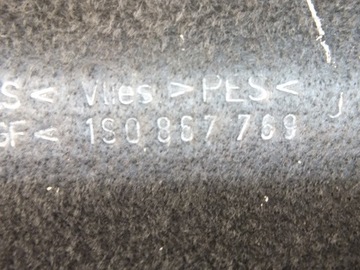 S< Vlies >PES< J
GF< 1S0 867 769